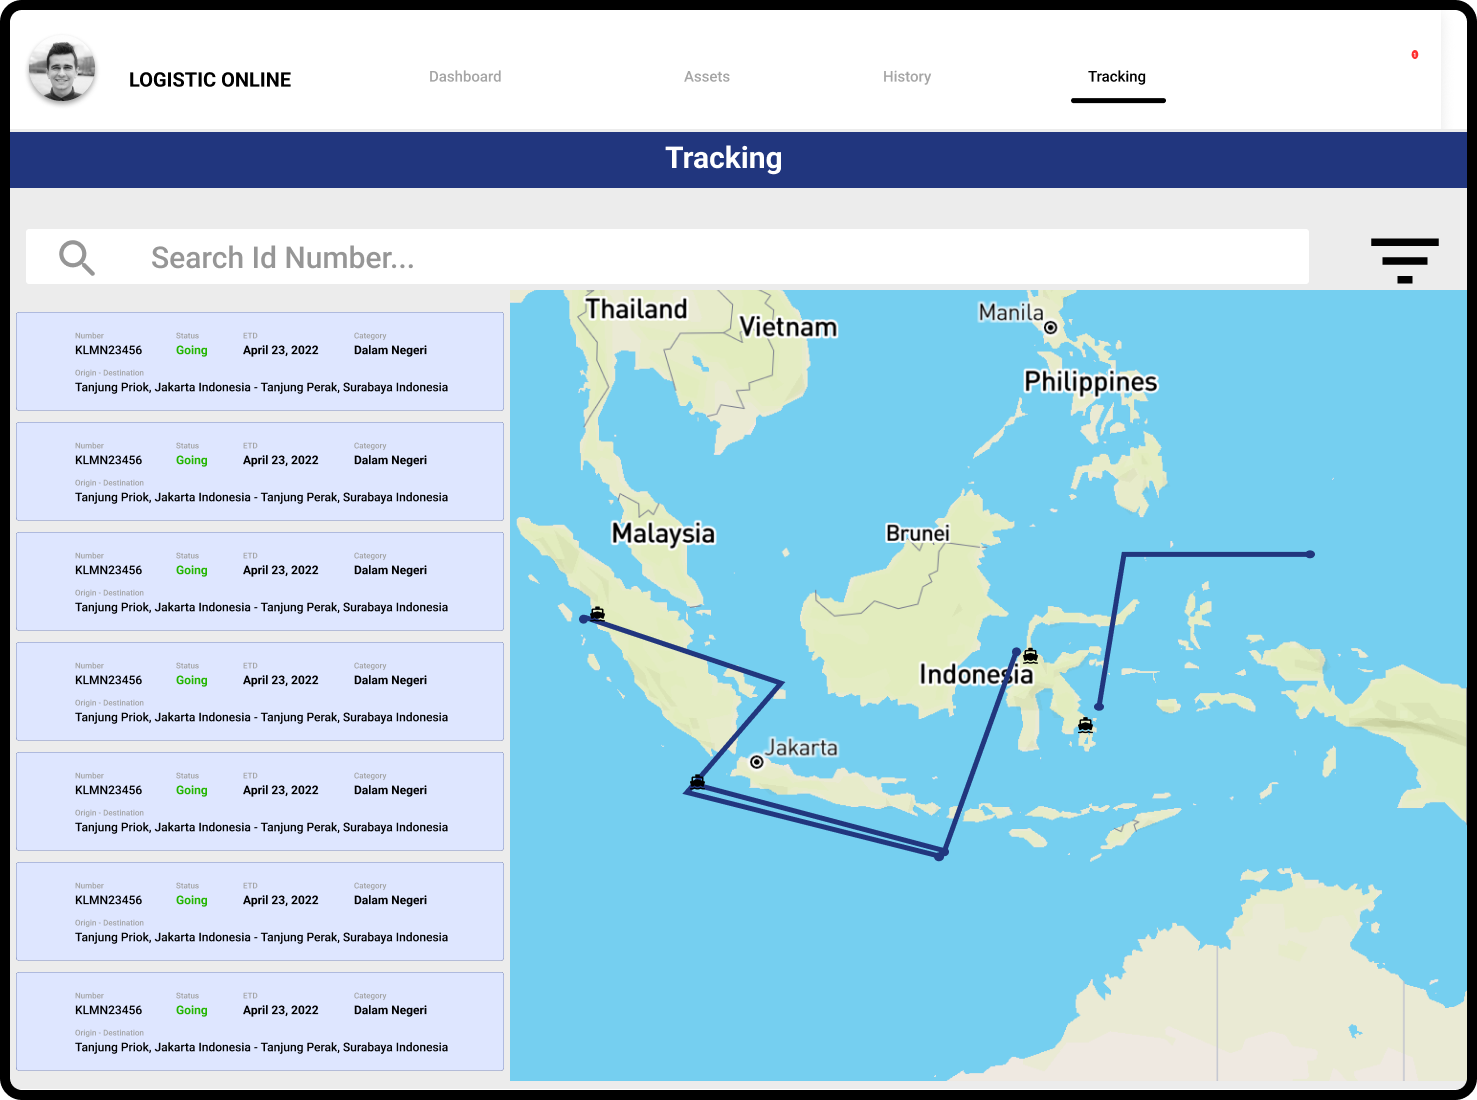 LOGISTIC ONLINE
Dashboard
Assets
History
Tracking
Tracking
Search Id Number...
Number Status ETD Category
KLMN23456 Going April 23, 2022 Dalam Negeri
Origin - Destination
Tanjung Priok, Jakarta Indonesia - Tanjung Perak, Surabaya Indonesia
Number Status ETD Category
KLMN23456 Going April 23, 2022 Dalam Negeri
Origin - Destination
Tanjung Priok, Jakarta Indonesia - Tanjung Perak, Surabaya Indonesia
Number Status ETD Category
KLMN23456 Going April 23, 2022 Dalam Negeri
Origin - Destination
Tanjung Priok, Jakarta Indonesia - Tanjung Perak, Surabaya Indonesia
Number Status ETD Category
KLMN23456 Going April 23, 2022 Dalam Negeri
Origin - Destination
Tanjung Priok, Jakarta Indonesia - Tanjung Perak, Surabaya Indonesia
Number Status ETD Category
KLMN23456 Going April 23, 2022 Dalam Negeri
Origin - Destination
Tanjung Priok, Jakarta Indonesia - Tanjung Perak, Surabaya Indonesia
Number Status ETD Category
KLMN23456 Going April 23, 2022 Dalam Negeri
Origin - Destination
Tanjung Priok, Jakarta Indonesia - Tanjung Perak, Surabaya Indonesia
Number Status ETD Category
KLMN23456 Going April 23, 2022 Dalam Negeri
Origin - Destination
Tanjung Priok, Jakarta Indonesia - Tanjung Perak, Surabaya Indonesia
Thailand
Vietnam
Manila
Philippines
Malaysia
Brunei
Indonesia
Jakarta